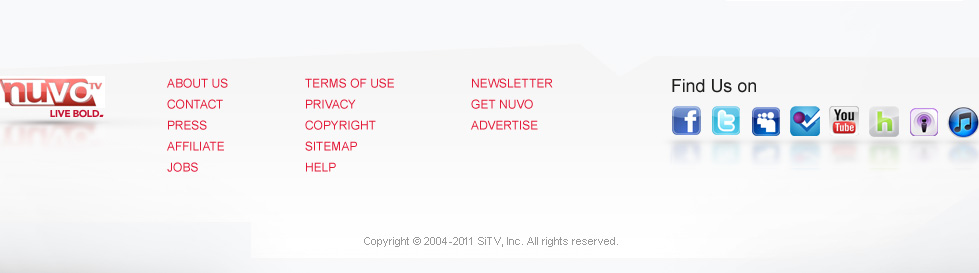 nuvo TV
LIVE BOLD.
ABOUT US
CONTACT
PRESS
AFFILIATE
JOBS
TERMS OF USE
PRIVACY
COPYRIGHT
SITEMAP
HELP
NEWSLETTER
GET NUVO
ADVERTISE
Find Us on
f
t
You
Tube
h
Copyright © 2004-2011 SiTV, Inc. All rights reserved.